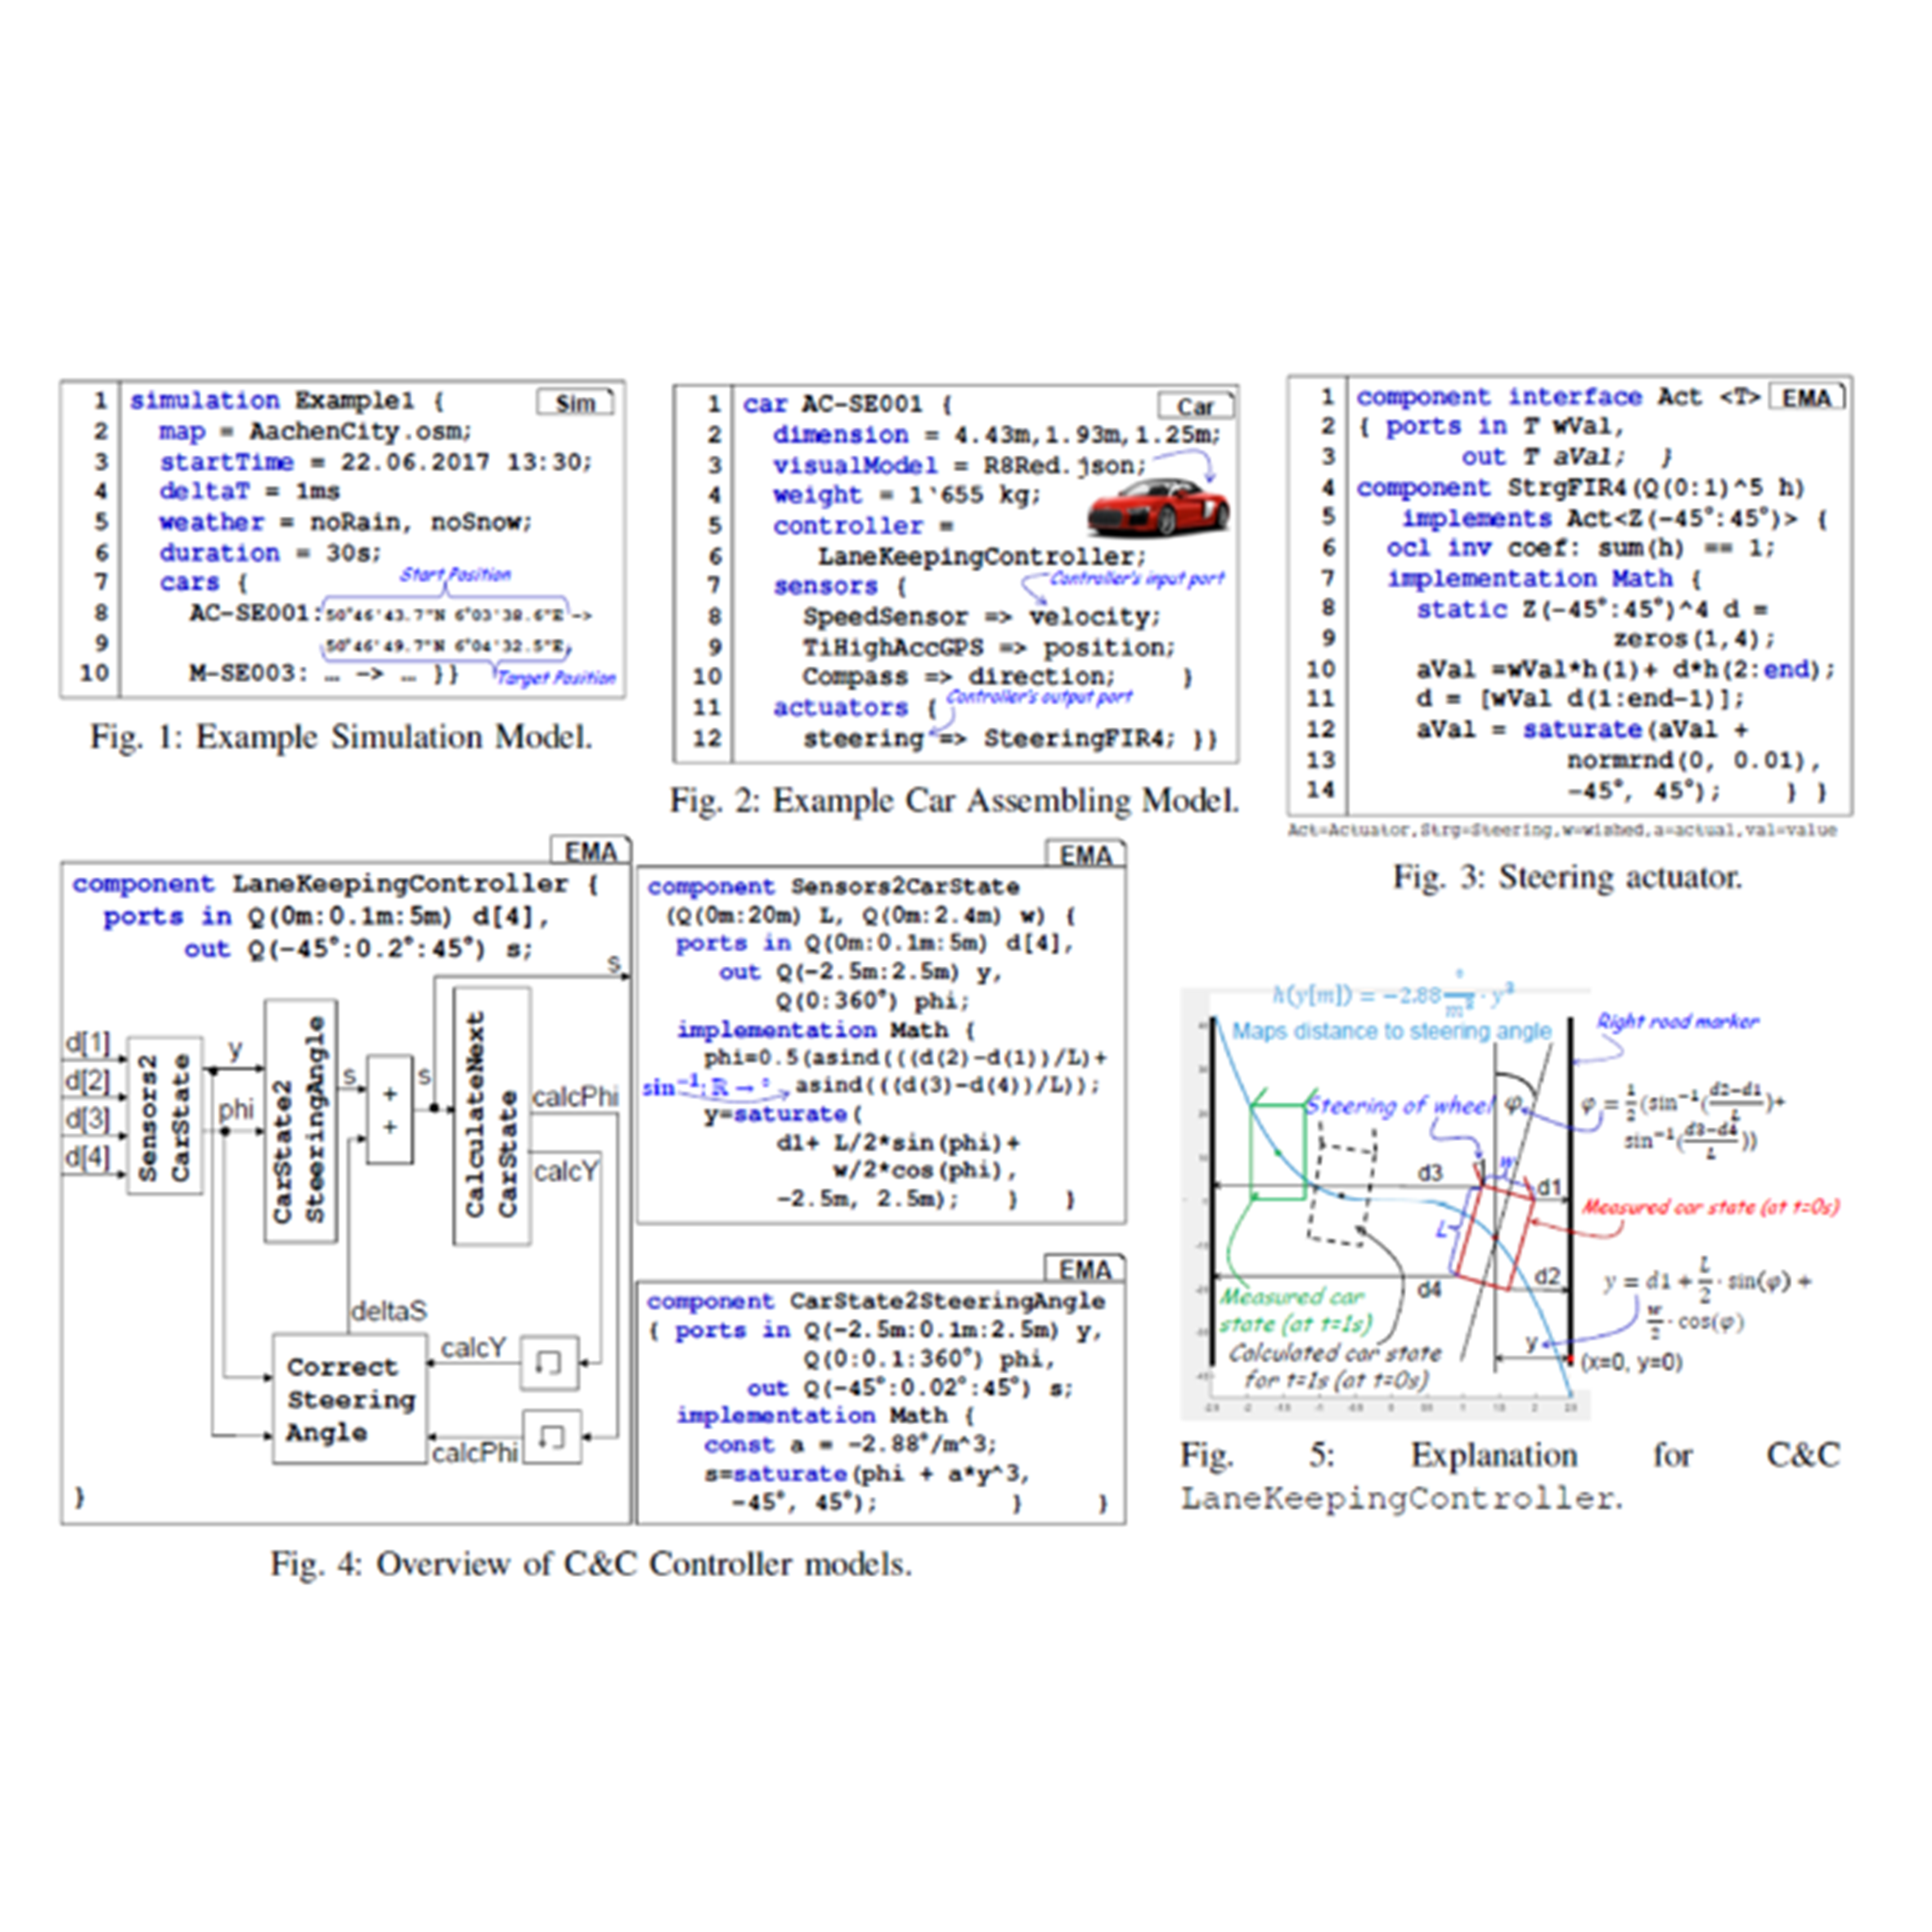 1 simulation Example1 { Sim
2 map = AachenCity.osm;
3 startTime = 22.06.2017 13:30;
4 deltaT = 1ms
5 weather = noRain, noSnow;
6 duration = 30s;
7 cars { Start Position
8 AC-SE001:50°46'43.7"N 6°03'38.6"E ->
9 50°46'49.7"N 6°04'32.5"E,
10 M-SE003: … -> … }} Target Position
Fig. 1: Example Simulation Model.
1 car AC-SE001 { Car
2 dimension = 4.43m,1.93m,1.25m;
3 visualModel = R8Red.json;
4 weight = 1`655 kg;
5 controller =
6 LaneKeepingController;
7 sensors { Controller's input port
8 SpeedSensor => velocity;
9 TiHighAccGPS => position;
10 Compass => direction; }
11 actuators { Controller's output port
12 steering => SteeringFIR4; }}
Fig. 2: Example Car Assembling Model.
1 component interface Act <T> EMA
2 { ports in T wVal,
3 out T aVal; }
4 component StrgFIR4(Q(0:1)^5 h)
5 implements Act<Z(-45°:45°)> {
6 ocl inv coef: sum(h) == 1;
7 implementation Math {
8 static Z(-45°:45°)^4 d =
9 zeros(1,4);
10 aVal =wVal*h(1)+ d*h(2:end);
11 d = [wVal d(1:end-1)];
12 aVal = saturate(aVal +
13 normrnd(0, 0.01),
14 -45°, 45°); } }
Act=Actuator,Strg=Steering,w=wished,a=actual,val=value
Fig. 3: Steering actuator.
EMA
component LaneKeepingController {
ports in Q(0m:0.1m:5m) d[4],
out Q(-45°:0.2°:45°) s;
s
d[1]
d[2]
d[3]
d[4]
Sensors2
CarState
y
phi
CarState2
SteeringAngle
s
+
+
s
CalculateNext
CarState
calcPhi
calcY
deltaS
Correct
Steering
Angle
calcY
calcPhi
}
EMA
component Sensors2CarState
(Q(0m:20m) L, Q(0m:2.4m) w) {
ports in Q(0m:0.1m:5m) d[4],
out Q(-2.5m:2.5m) y,
Q(0:360°) phi;
implementation Math {
phi=0.5(asind(((d(2)-d(1))/L)+
sin⁻¹: ℝ → ° asind(((d(3)-d(4))/L));
y=saturate(
d1+ L/2*sin(phi)+
w/2*cos(phi),
-2.5m, 2.5m); } }
EMA
component CarState2SteeringAngle
{ ports in Q(-2.5m:0.1m:2.5m) y,
Q(0:0.1:360°) phi,
out Q(-45°:0.02°:45°) s;
implementation Math {
const a = -2.88°/m^3;
s=saturate(phi + a*y^3,
-45°, 45°); } }
Fig. 4: Overview of C&C Controller models.
h(y[m]) = −2.88 °/m³ · y³
Maps distance to steering angle
Right road marker
Steering of wheel
φ
φ = 1/2 (sin⁻¹((d2−d1)/L)+
sin⁻¹((d3−d4)/L))
w
d3
d1
L
Measured car state (at t=0s)
d4
d2
y = d1 + L/2 · sin(φ) +
w/2 · cos(φ)
Measured car
state (at t=1s)
Calculated car state
for t=1s (at t=0s)
y
(x=0, y=0)
Fig. 5: Explanation for C&C
LaneKeepingController.